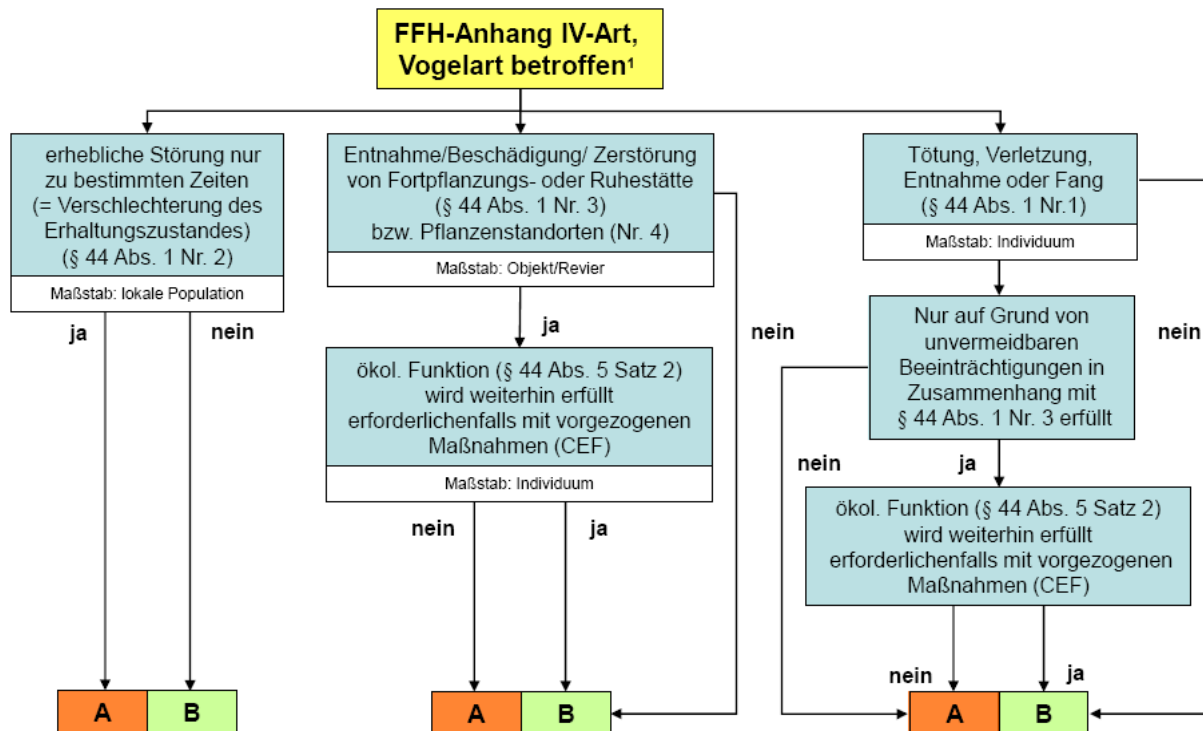 FFH-Anhang IV-Art,
Vogelart betroffen¹
erhebliche Störung nur
zu bestimmten Zeiten
(= Verschlechterung des
Erhaltungszustandes)
(§ 44 Abs. 1 Nr. 2)
Maßstab: lokale Population
ja
nein
A
B
Entnahme/Beschädigung/ Zerstörung
von Fortpflanzungs- oder Ruhestätte
(§ 44 Abs. 1 Nr. 3)
bzw. Pflanzenstandorten (Nr. 4)
Maßstab: Objekt/Revier
ja
nein
ökol. Funktion (§ 44 Abs. 5 Satz 2)
wird weiterhin erfüllt
erforderlichenfalls mit vorgezogenen
Maßnahmen (CEF)
Maßstab: Individuum
nein
ja
A
B
Tötung, Verletzung,
Entnahme oder Fang
(§ 44 Abs. 1 Nr.1)
Maßstab: Individuum
nein
Nur auf Grund von
unvermeidbaren
Beeinträchtigungen in
Zusammenhang mit
§ 44 Abs. 1 Nr. 3 erfüllt
nein
ja
ökol. Funktion (§ 44 Abs. 5 Satz 2)
wird weiterhin erfüllt
erforderlichenfalls mit vorgezogenen
Maßnahmen (CEF)
nein
ja
A
B